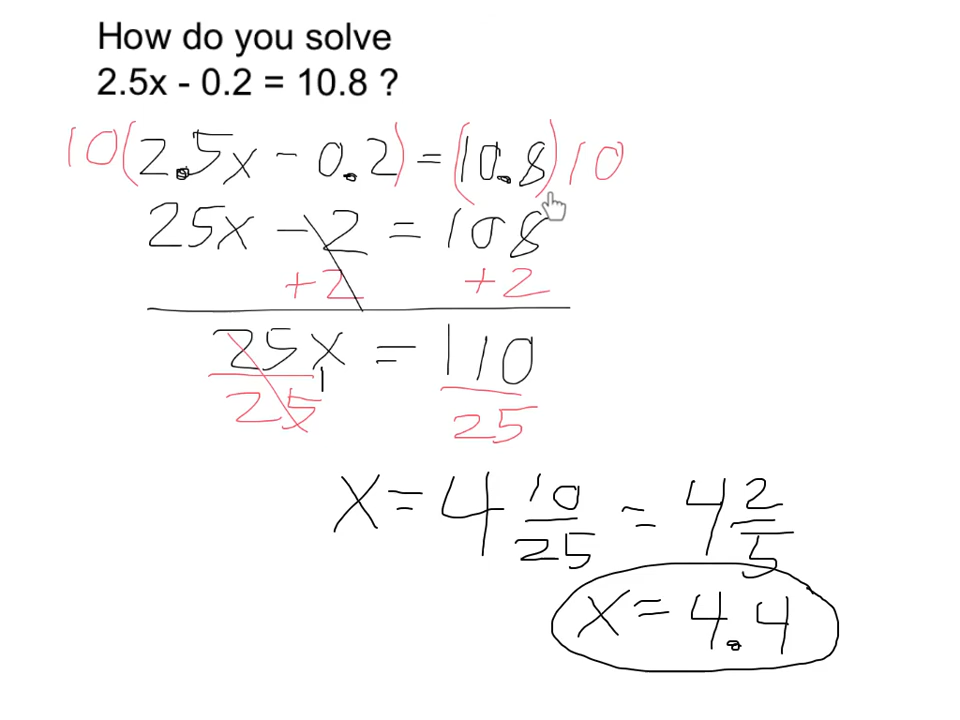 How do you solve
2.5x - 0.2 = 10.8 ?
10(2.5x - 0.2) = (10.8)10
25x - 2 = 108
+2 +2
25x = 110
25 25
1
x = 4 10/25 = 4 2/5
x = 4.4